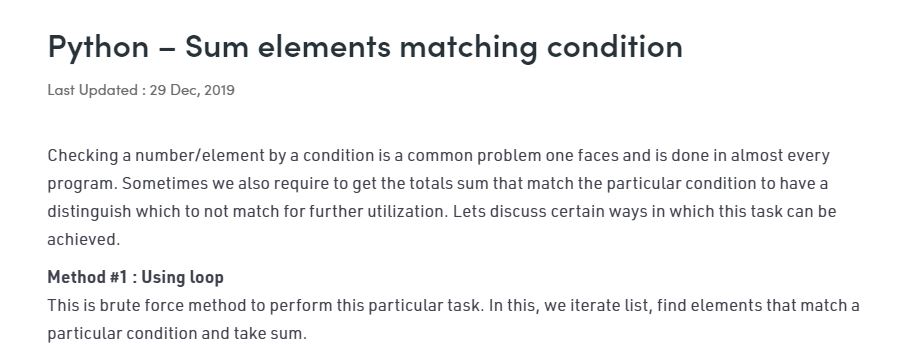 Python – Sum elements matching condition
Last Updated : 29 Dec, 2019
Checking a number/element by a condition is a common problem one faces and is done in almost every
program. Sometimes we also require to get the totals sum that match the particular condition to have a
distinguish which to not match for further utilization. Lets discuss certain ways in which this task can be
achieved.
Method #1 : Using loop
This is brute force method to perform this particular task. In this, we iterate list, find elements that match a
particular condition and take sum.